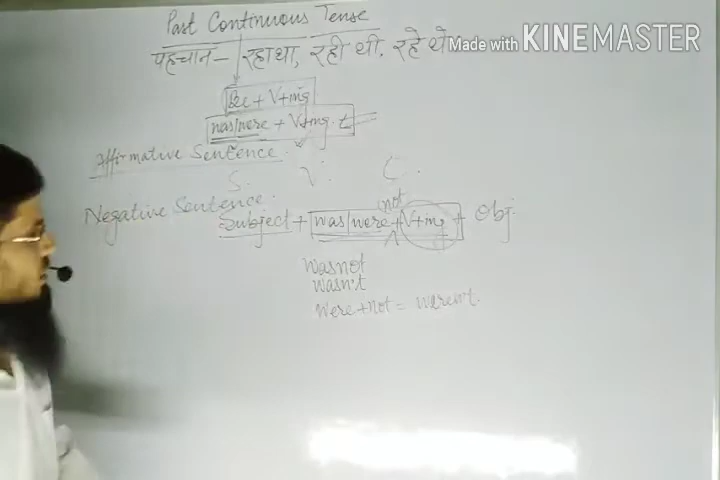 Past Continuous Tense
पहचान- रहा था, रही थी, रहे थे
Made with KINEMASTER
Be + V+ing
was/were + V+ing
Affirmative Sentence.
S. V. C.
Negative Sentence.
not
Subject + was/were + V+ing + Obj.
was not
wasn't
Were + not = weren't.